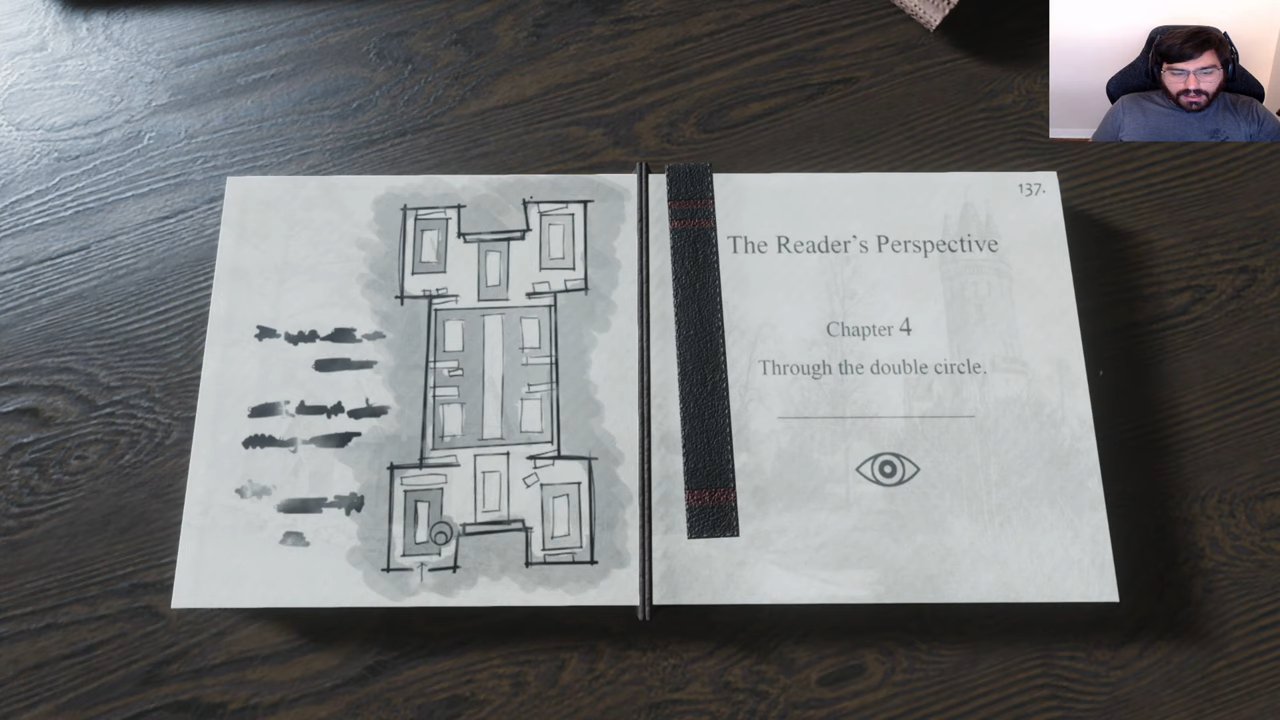 137.
The Reader's Perspective
Chapter 4
Through the double circle.